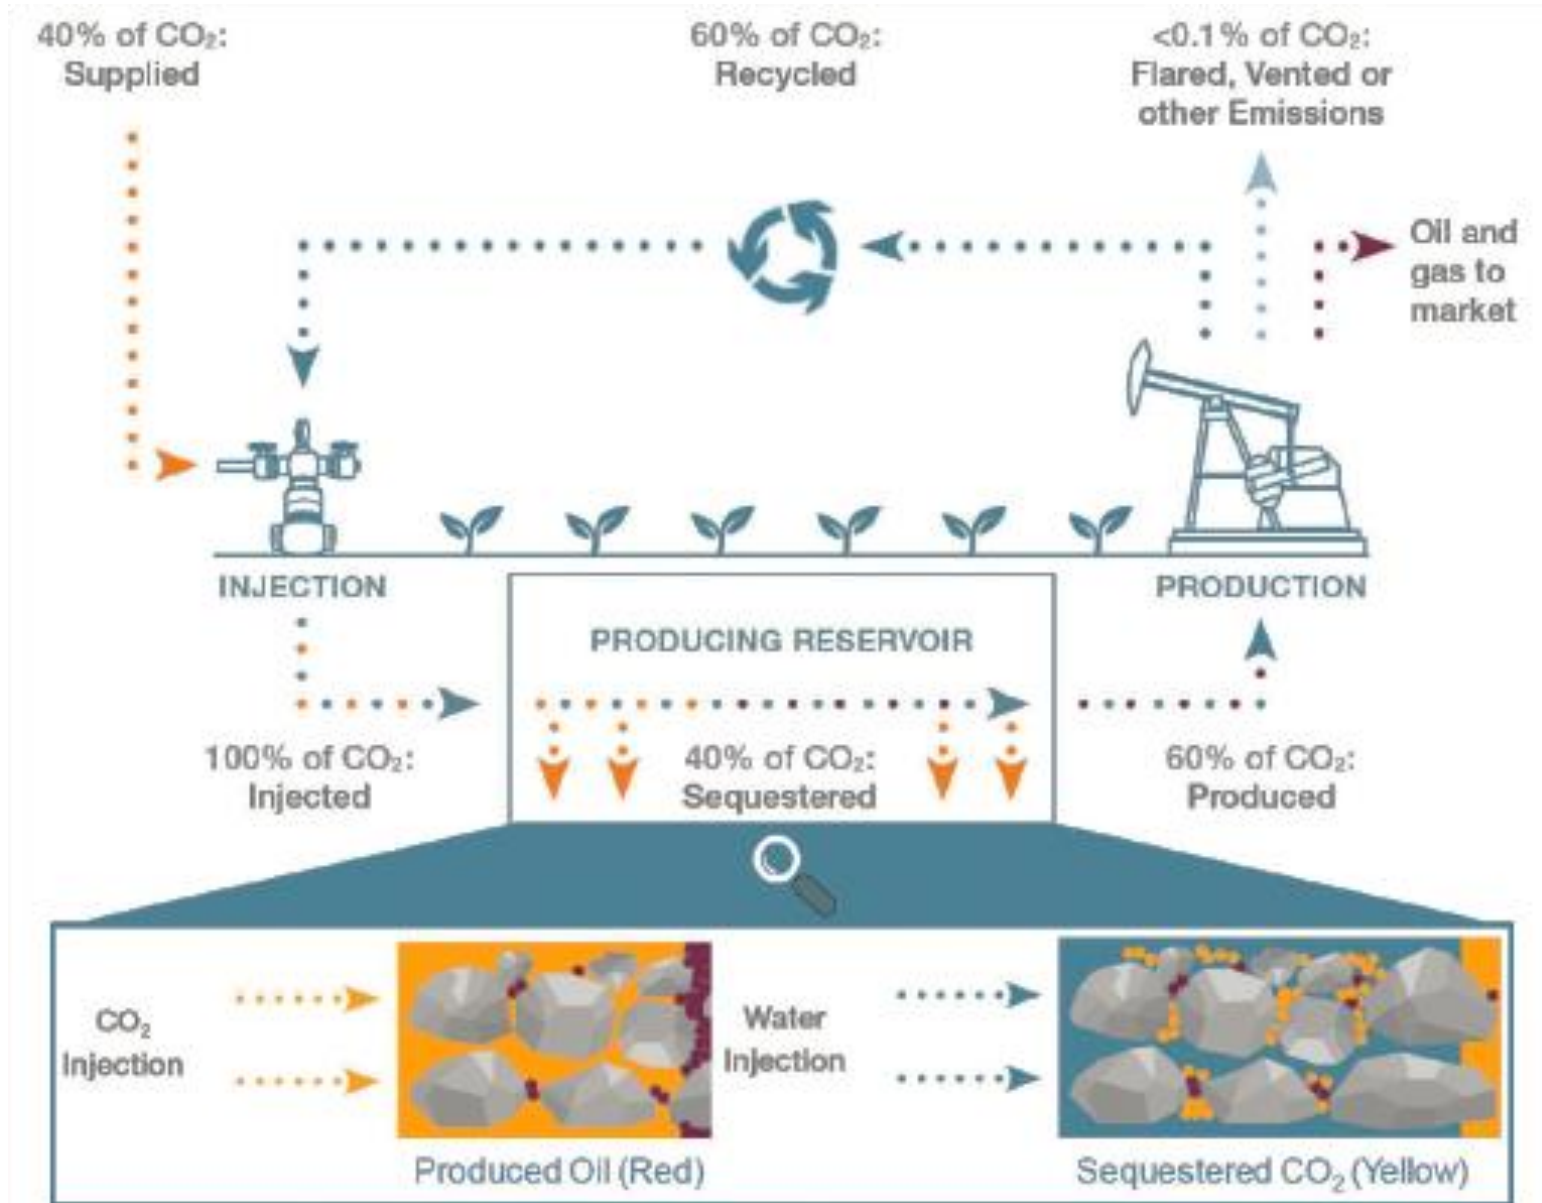 40% of CO₂:
Supplied
60% of CO₂:
Recycled
<0.1% of CO₂:
Flared, Vented or
other Emissions
Oil and
gas to
market
INJECTION
PRODUCTION
PRODUCING RESERVOIR
100% of CO₂:
Injected
40% of CO₂:
Sequestered
60% of CO₂:
Produced
CO₂
Injection
Water
Injection
Produced Oil (Red)
Sequestered CO₂ (Yellow)